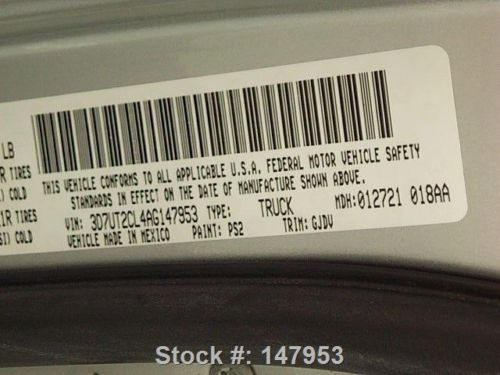 LB
TIRES
COLD
THIS VEHICLE CONFORMS TO ALL APPLICABLE U.S.A. FEDERAL MOTOR VEHICLE SAFETY
STANDARDS IN EFFECT ON THE DATE OF MANUFACTURE SHOWN ABOVE.
TIRES
VIN: 3D7UT2CL4AG147953 TYPE: TRUCK MDH: 012721 018AA
COLD
VEHICLE MADE IN MEXICO PAINT: PS2 TRIM: GJDV
Stock #: 147953